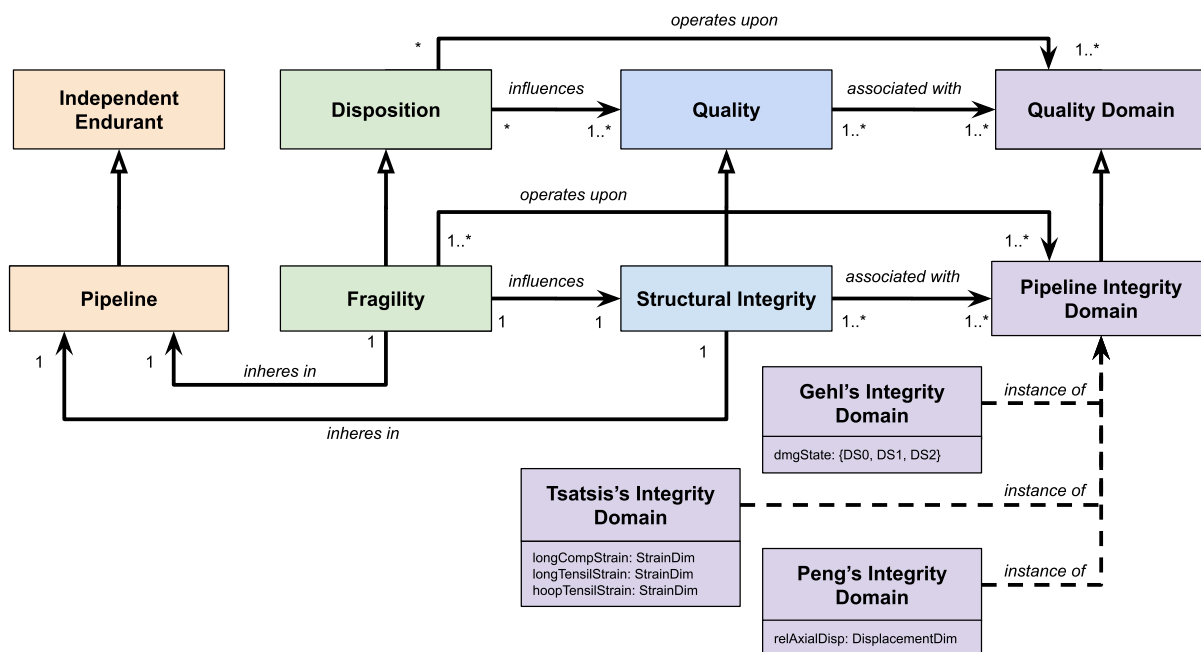 operates upon
*
1..*
Independent
Endurant
Disposition
influences
*
1..*
Quality
associated with
1..*
1..*
Quality Domain
operates upon
1..*
1..*
Pipeline
Fragility
influences
1
1
Structural Integrity
associated with
1..*
1..*
Pipeline Integrity
Domain
1
1
inheres in
1
1
inheres in
Gehl's Integrity
Domain
dmgState: {DS0, DS1, DS2}
instance of
Tsatsis's Integrity
Domain
longCompStrain: StrainDim
longTensilStrain: StrainDim
hoopTensilStrain: StrainDim
instance of
Peng's Integrity
Domain
relAxialDisp: DisplacementDim
instance of